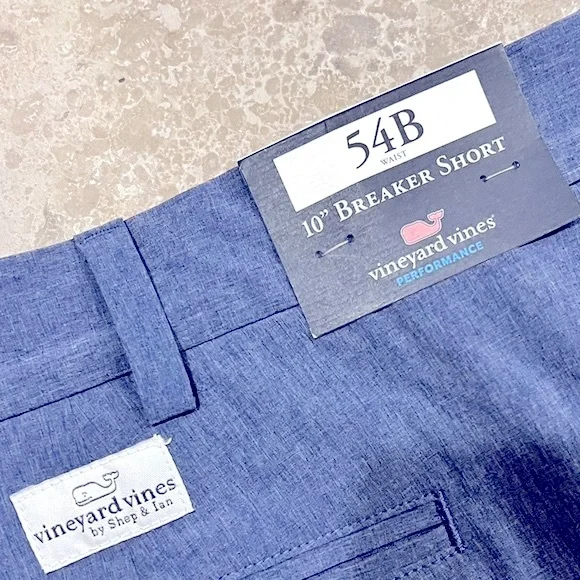 54B
WAIST
10” BREAKER SHORT
vineyard vines®
PERFORMANCE
vineyard vines
by Shep & Ian